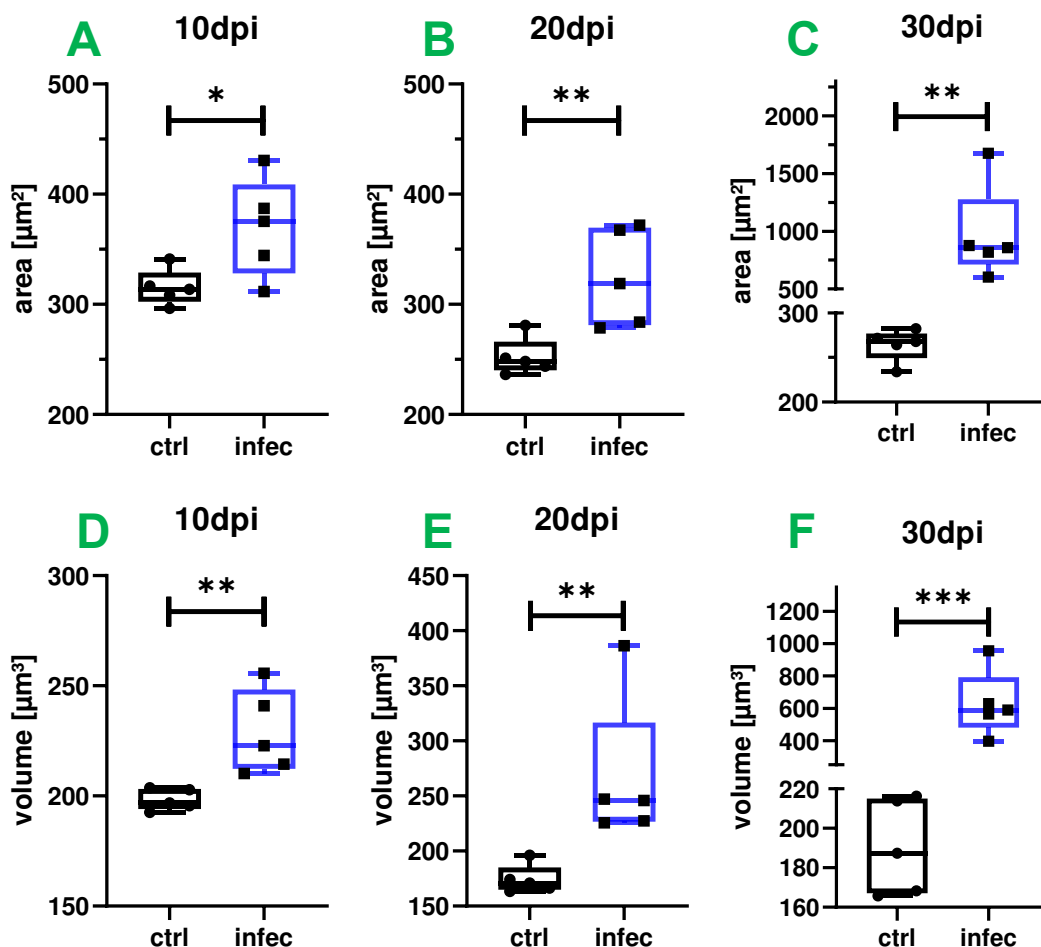 A 10dpi
B 20dpi
C 30dpi
area [µm²]
500
400
300
200
*
ctrl infec
area [µm²]
500
400
300
200
**
ctrl infec
area [µm²]
2000
1500
1000
500
300
200
**
ctrl infec
D 10dpi
E 20dpi
F 30dpi
volume [µm³]
300
250
200
150
**
ctrl infec
volume [µm³]
450
400
350
300
250
200
150
**
ctrl infec
volume [µm³]
1200
1000
800
600
400
220
200
180
160
***
ctrl infec